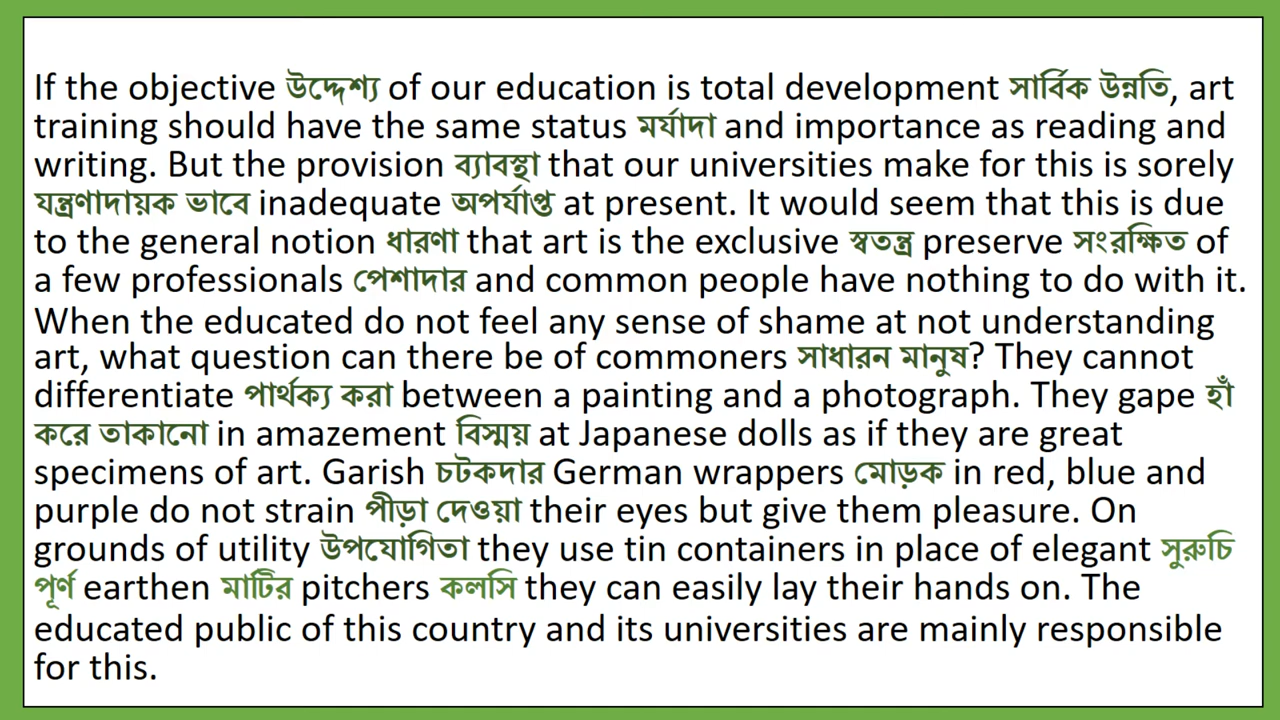 If the objective উদ্দেশ্য of our education is total development সার্বিক উন্নতি, art
training should have the same status মর্যাদা and importance as reading and
writing. But the provision ব্যাবস্থা that our universities make for this is sorely
যন্ত্রণাদায়ক ভাবে inadequate অপর্যাপ্ত at present. It would seem that this is due
to the general notion ধারণা that art is the exclusive স্বতন্ত্র preserve সংরক্ষিত of
a few professionals পেশাদার and common people have nothing to do with it.
When the educated do not feel any sense of shame at not understanding
art, what question can there be of commoners সাধারন মানুষ? They cannot
differentiate পার্থক্য করা between a painting and a photograph. They gape হাঁ
করে তাকানো in amazement বিস্ময় at Japanese dolls as if they are great
specimens of art. Garish চটকদার German wrappers মোড়ক in red, blue and
purple do not strain পীড়া দেওয়া their eyes but give them pleasure. On
grounds of utility উপযোগিতা they use tin containers in place of elegant সুরুচি
পূর্ণ earthen মাটির pitchers কলসি they can easily lay their hands on. The
educated public of this country and its universities are mainly responsible
for this.